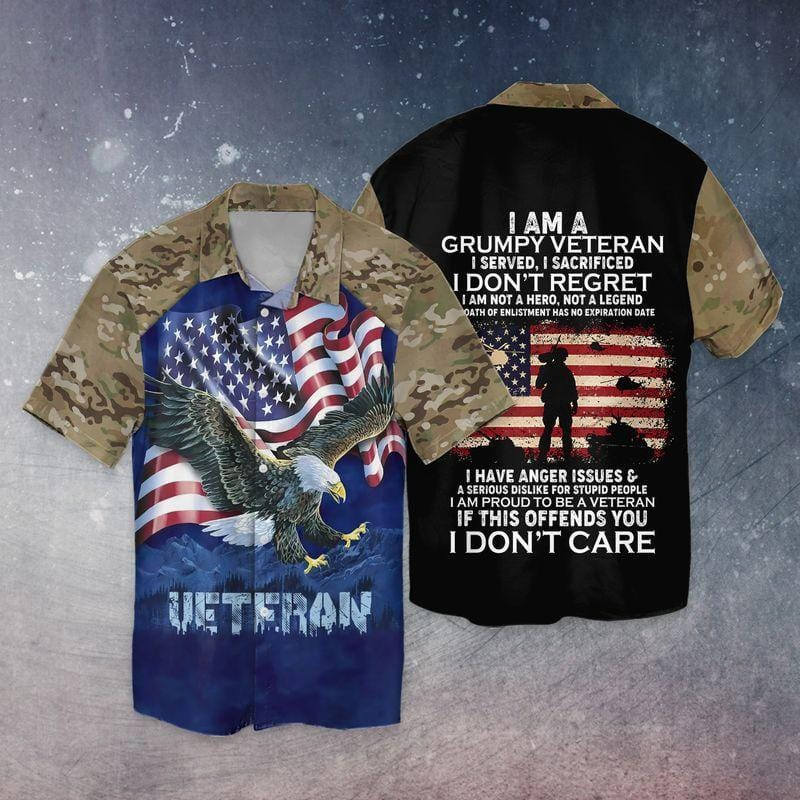 VETERAN
I AM A
GRUMPY VETERAN
I SERVED, I SACRIFICED
I DON'T REGRET
I AM NOT A HERO, NOT A LEGEND
OATH OF ENLISTMENT HAS NO EXPIRATION DATE
I HAVE ANGER ISSUES &
A SERIOUS DISLIKE FOR STUPID PEOPLE
I AM PROUD TO BE A VETERAN
IF THIS OFFENDS YOU
I DON'T CARE